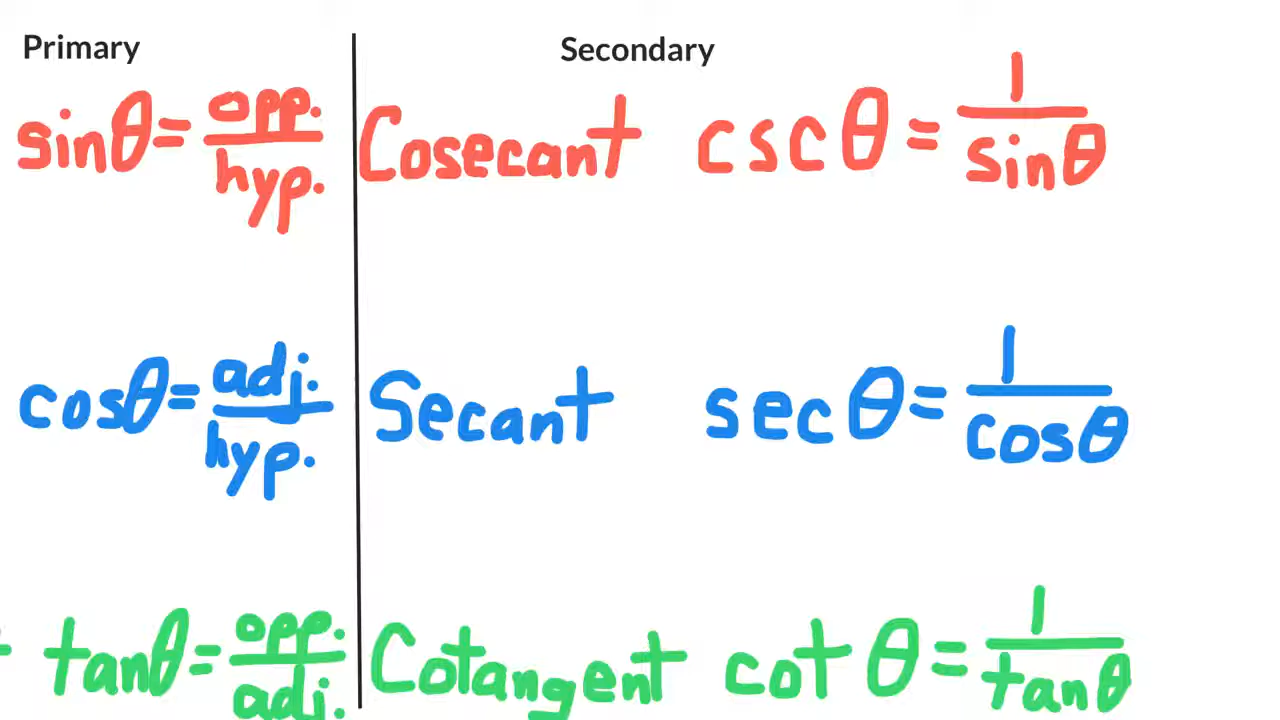 Primary Secondary
sinθ = opp./hyp. Cosecant cscθ = 1/sinθ
cosθ = adj./hyp. Secant secθ = 1/cosθ
tanθ = opp./adj. Cotangent cotθ = 1/tanθ